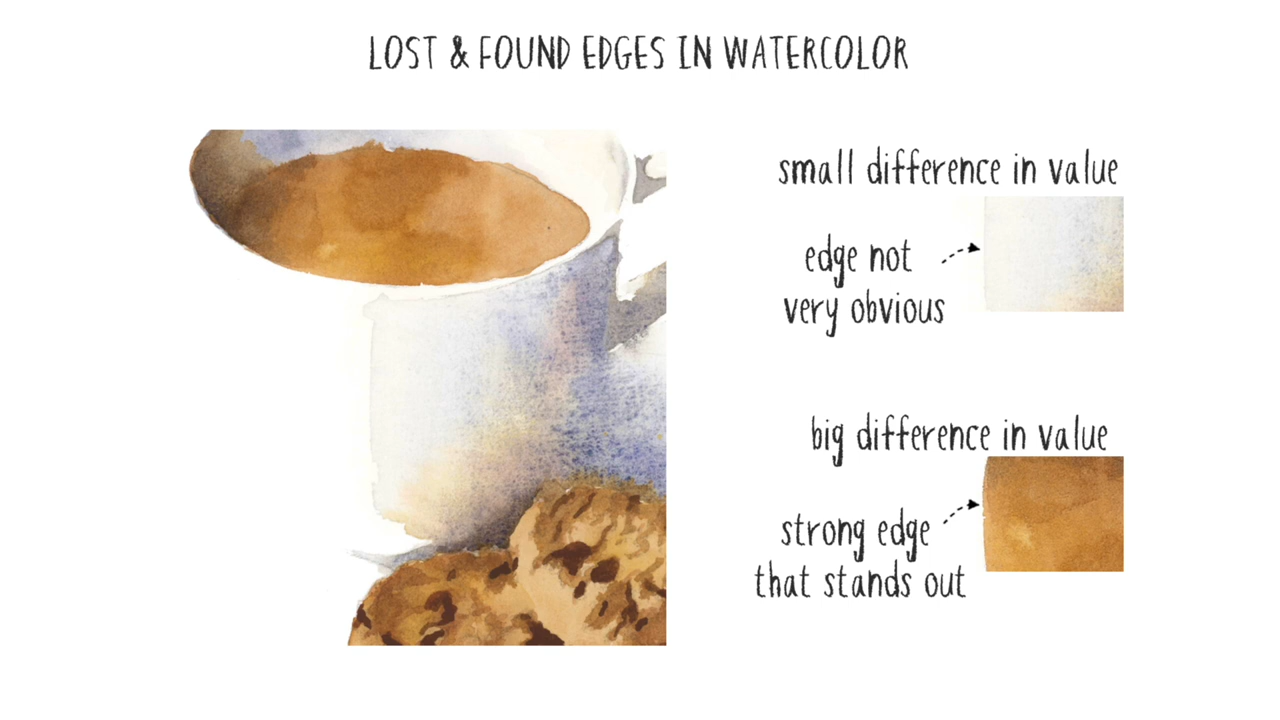 LOST & FOUND EDGES IN WATERCOLOR
small difference in value
edge not
very obvious
big difference in value
strong edge
that stands out